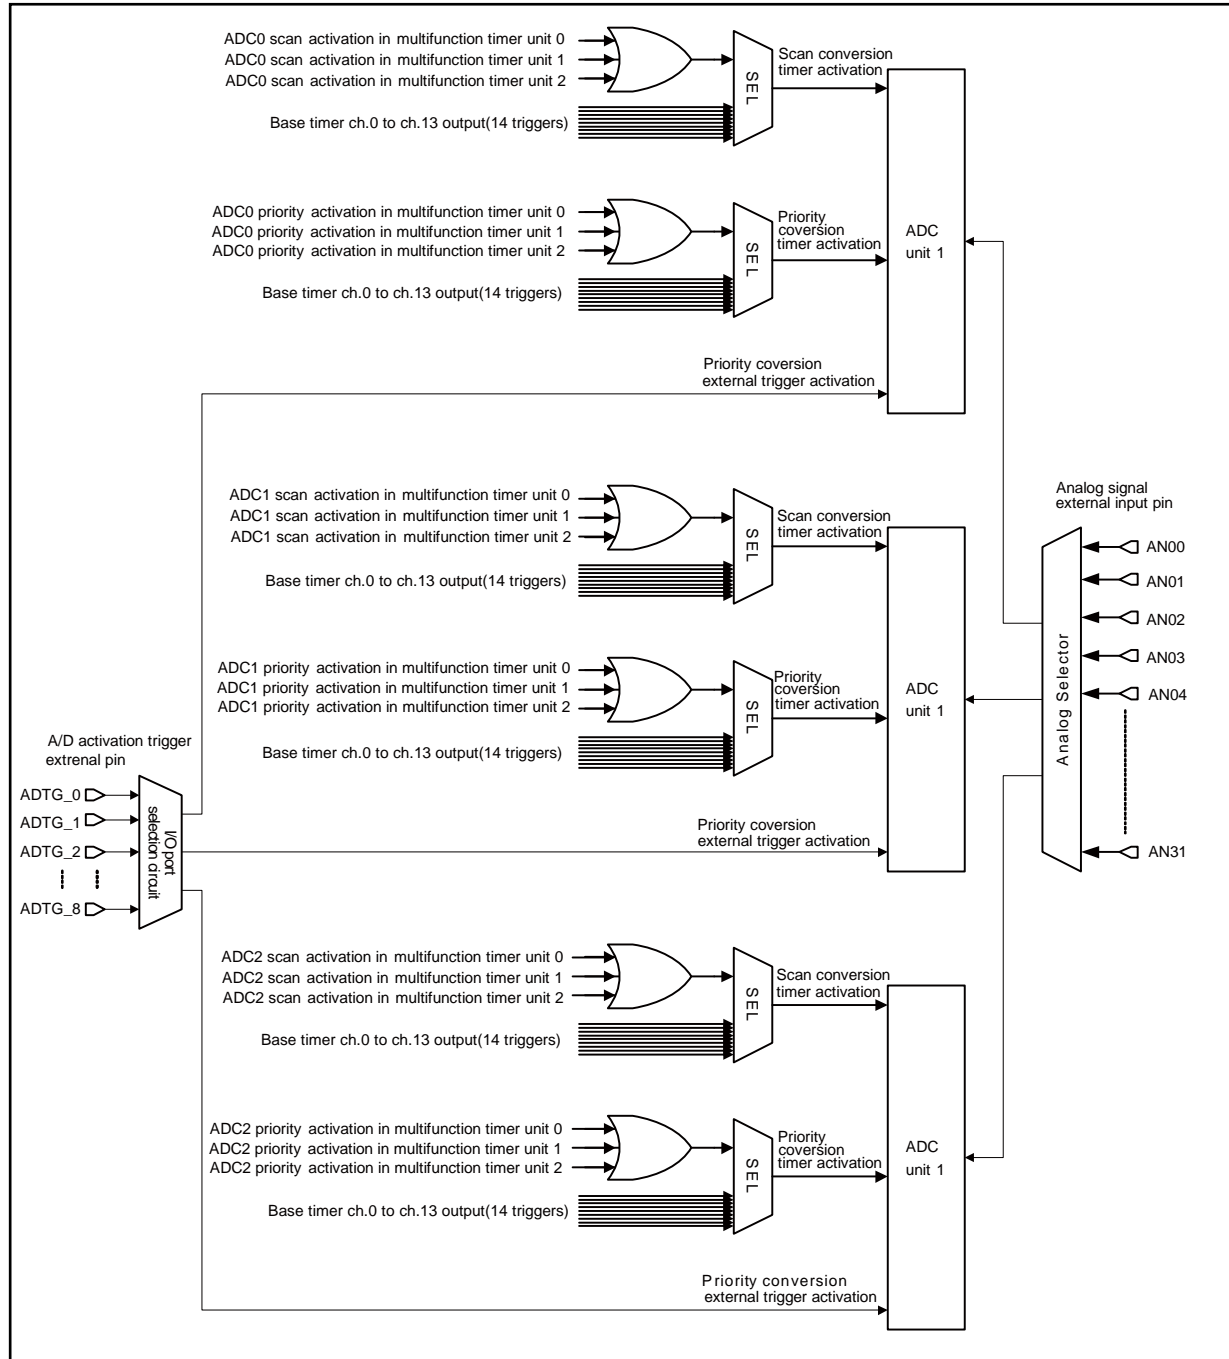 ADC0 scan activation in multifunction timer unit 0
ADC0 scan activation in multifunction timer unit 1
ADC0 scan activation in multifunction timer unit 2
Base timer ch.0 to ch.13 output(14 triggers)
SEL
Scan conversion
timer activation
ADC0 priority activation in multifunction timer unit 0
ADC0 priority activation in multifunction timer unit 1
ADC0 priority activation in multifunction timer unit 2
Base timer ch.0 to ch.13 output(14 triggers)
SEL
Priority
coversion
timer activation
ADC
unit 1
Priority coversion
external trigger activation
ADC1 scan activation in multifunction timer unit 0
ADC1 scan activation in multifunction timer unit 1
ADC1 scan activation in multifunction timer unit 2
Base timer ch.0 to ch.13 output(14 triggers)
SEL
Scan conversion
timer activation
ADC1 priority activation in multifunction timer unit 0
ADC1 priority activation in multifunction timer unit 1
ADC1 priority activation in multifunction timer unit 2
Base timer ch.0 to ch.13 output(14 triggers)
SEL
Priority
coversion
timer activation
ADC
unit 1
Priority coversion
external trigger activation
Analog signal
external input pin
Analog Selector
AN00
AN01
AN02
AN03
AN04
AN31
A/D activation trigger
extrenal pin
ADTG_0
ADTG_1
ADTG_2
ADTG_8
I/O port
selection circuit
ADC2 scan activation in multifunction timer unit 0
ADC2 scan activation in multifunction timer unit 1
ADC2 scan activation in multifunction timer unit 2
Base timer ch.0 to ch.13 output(14 triggers)
SEL
Scan conversion
timer activation
ADC2 priority activation in multifunction timer unit 0
ADC2 priority activation in multifunction timer unit 1
ADC2 priority activation in multifunction timer unit 2
Base timer ch.0 to ch.13 output(14 triggers)
SEL
Priority
coversion
timer activation
ADC
unit 1
Priority conversion
external trigger activation